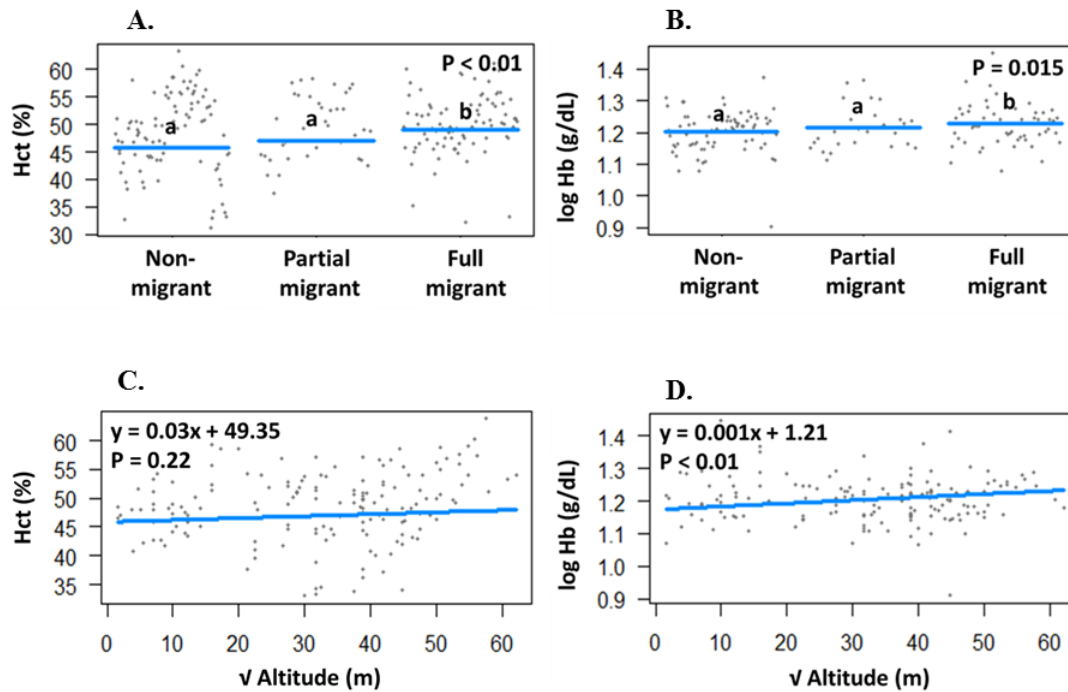 A.
P < 0.01
Hct (%)
60
55
50
45
40
35
30
a
a
b
Non-
migrant
Partial
migrant
Full
migrant
B.
P = 0.015
log Hb (g/dL)
1.4
1.3
1.2
1.1
1.0
0.9
a
a
b
Non-
migrant
Partial
migrant
Full
migrant
C.
y = 0.03x + 49.35
P = 0.22
Hct (%)
60
55
50
45
40
35
0 10 20 30 40 50 60
√ Altitude (m)
D.
y = 0.001x + 1.21
P < 0.01
log Hb (g/dL)
1.4
1.3
1.2
1.1
1.0
0.9
0 10 20 30 40 50 60
√ Altitude (m)